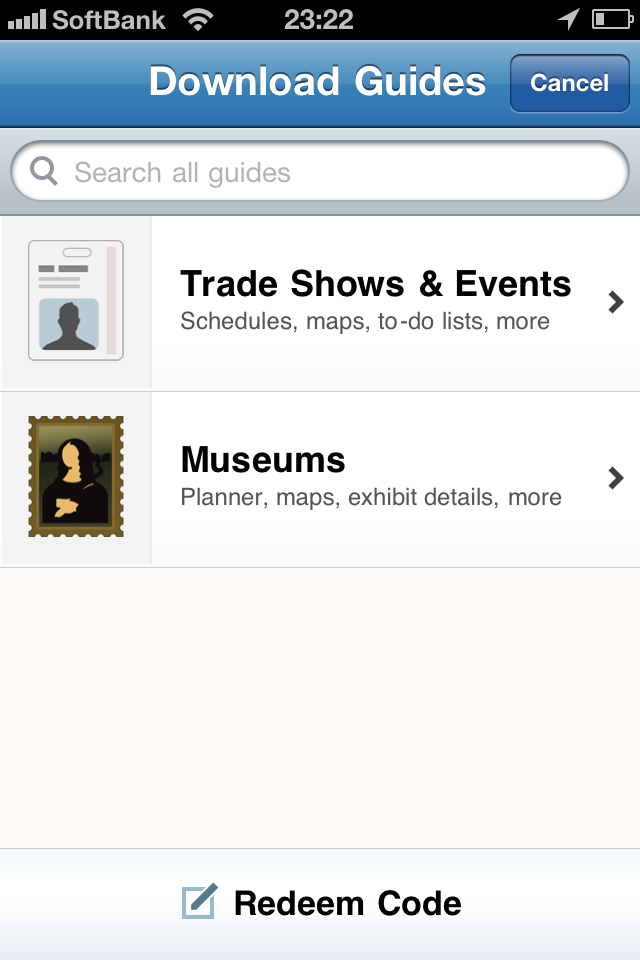 SoftBank 23:22
Download Guides Cancel
Search all guides
Trade Shows & Events
Schedules, maps, to-do lists, more
Museums
Planner, maps, exhibit details, more
Redeem Code